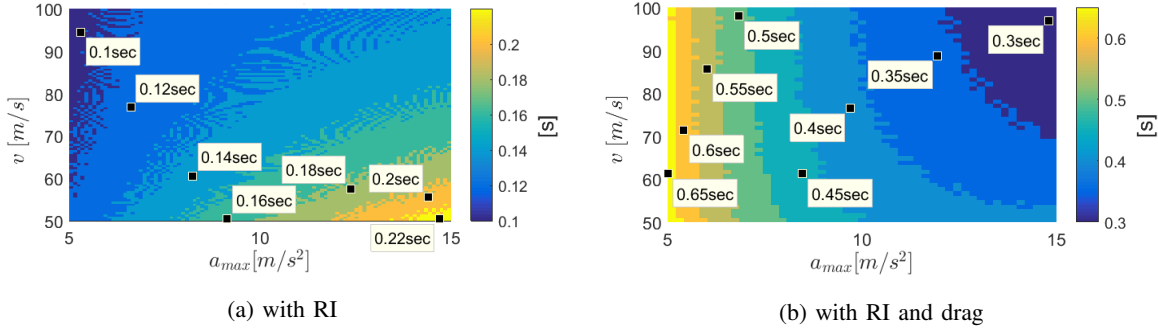 100
90
80
70
60
50
v [m/s]
0.1sec
0.12sec
0.14sec
0.16sec
0.18sec
0.2sec
0.22sec
5
10
15
a_max[m/s²]
0.2
0.18
0.16
0.14
0.12
0.1
[s]
(a) with RI
100
90
80
70
60
50
v [m/s]
0.5sec
0.3sec
0.35sec
0.55sec
0.4sec
0.6sec
0.65sec
0.45sec
5
10
15
a_max[m/s²]
0.6
0.5
0.4
0.3
[s]
(b) with RI and drag